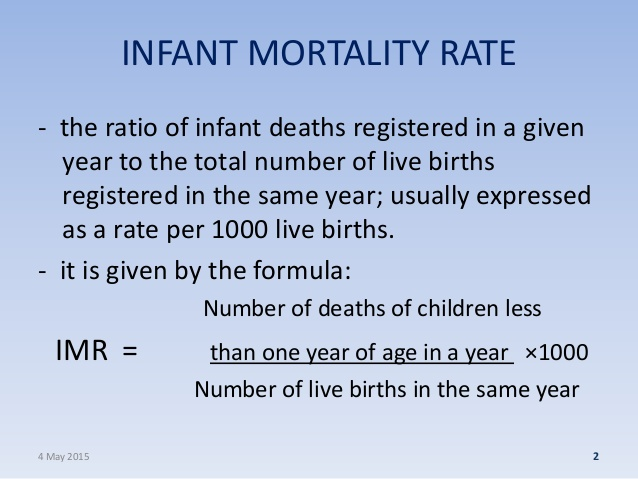 INFANT MORTALITY RATE
- the ratio of infant deaths registered in a given
year to the total number of live births
registered in the same year; usually expressed
as a rate per 1000 live births.
- it is given by the formula:
Number of deaths of children less
IMR = than one year of age in a year ×1000
Number of live births in the same year
4 May 2015 2